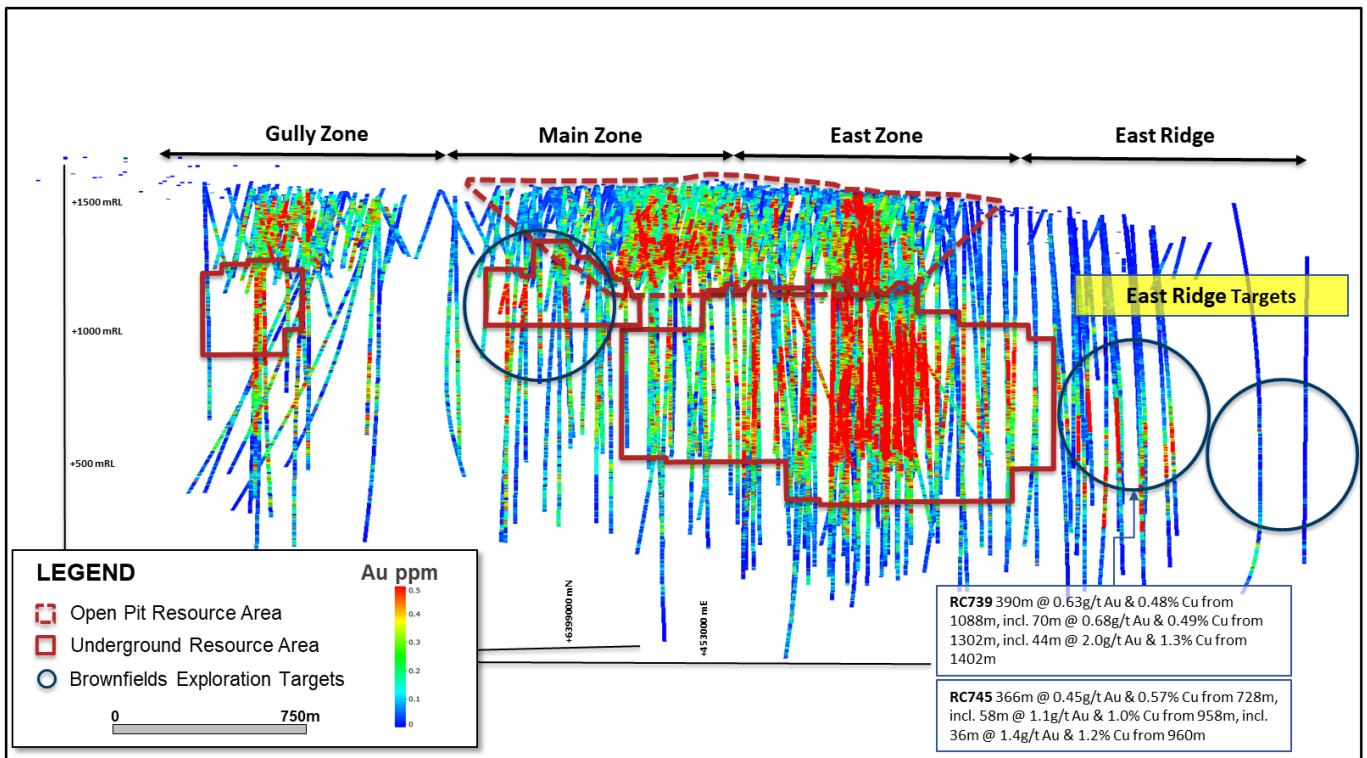 Gully Zone
Main Zone
East Zone
East Ridge
+1500 mRL
+1000 mRL
+500 mRL
East Ridge Targets
+6399000 mN
+453000 mE
LEGEND
Au ppm
Open Pit Resource Area
Underground Resource Area
Brownfields Exploration Targets
0.5
0.4
0.3
0.2
0.1
0
0
750m
RC739 390m @ 0.63g/t Au & 0.48% Cu from
1088m, incl. 70m @ 0.68g/t Au & 0.49% Cu from
1302m, incl. 44m @ 2.0g/t Au & 1.3% Cu from
1402m
RC745 366m @ 0.45g/t Au & 0.57% Cu from 728m,
incl. 58m @ 1.1g/t Au & 1.0% Cu from 958m, incl.
36m @ 1.4g/t Au & 1.2% Cu from 960m